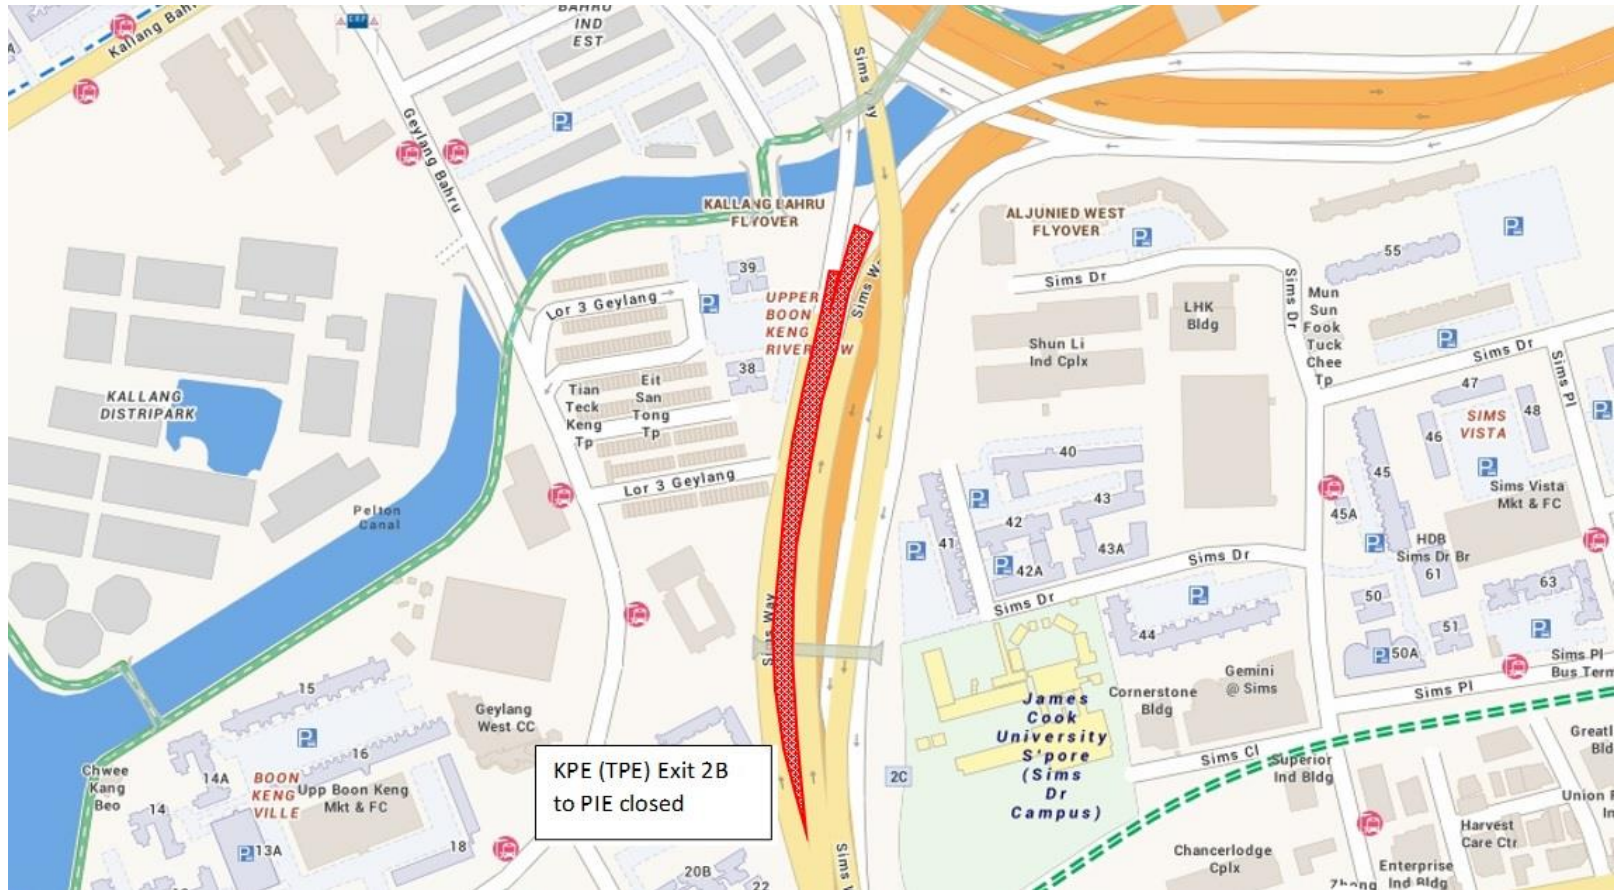 BAHRU
IND
EST
ERP
Kallang Bah
Sims Way
Geylang Bahru
KALLANG BAHRU
FLYOVER
ALJUNIED WEST
FLYOVER
39
55
Sims Dr
Sims Dr
Mun
Sun
Fook
Tuck
Chee
Tp
LHK
Bldg
Lor 3 Geylang
UPPER
BOON
KENG
Sims W
Shun Li
Ind Cplx
Sims Dr
Sims Pl
38
KALLANG
DISTRIPARK
Tian
Teck
Keng
Tp
Eit
San
Tong
Tp
47
48
SIMS
VISTA
46
45
40
Lor 3 Geylang
Pelton
Canal
43
42
41
43A
42A
45A
Sims Vista
Mkt & FC
HDB
Sims Dr Br
61
Sims Dr
63
Sims Dr
50
51
50A
44
Sims Pl
Bus Term
Gemini
@ Sims
Sims Pl
Cornerstone
Bldg
James
Cook
University
S'pore
(Sims
Dr
Campus)
15
Geylang
West CC
16
Chwee
Kang
Beo
14A
14
BOON
KENG
VILLE
Upp Boon Keng
Mkt & FC
13A
18
KPE (TPE) Exit 2B
to PIE closed
2C
Sims Cl
Superior
Ind Bldg
Union
Harvest
Care Ctr
Chancerlodge
Cplx
Enterprise
Ind Bldg
20B
22
Sims